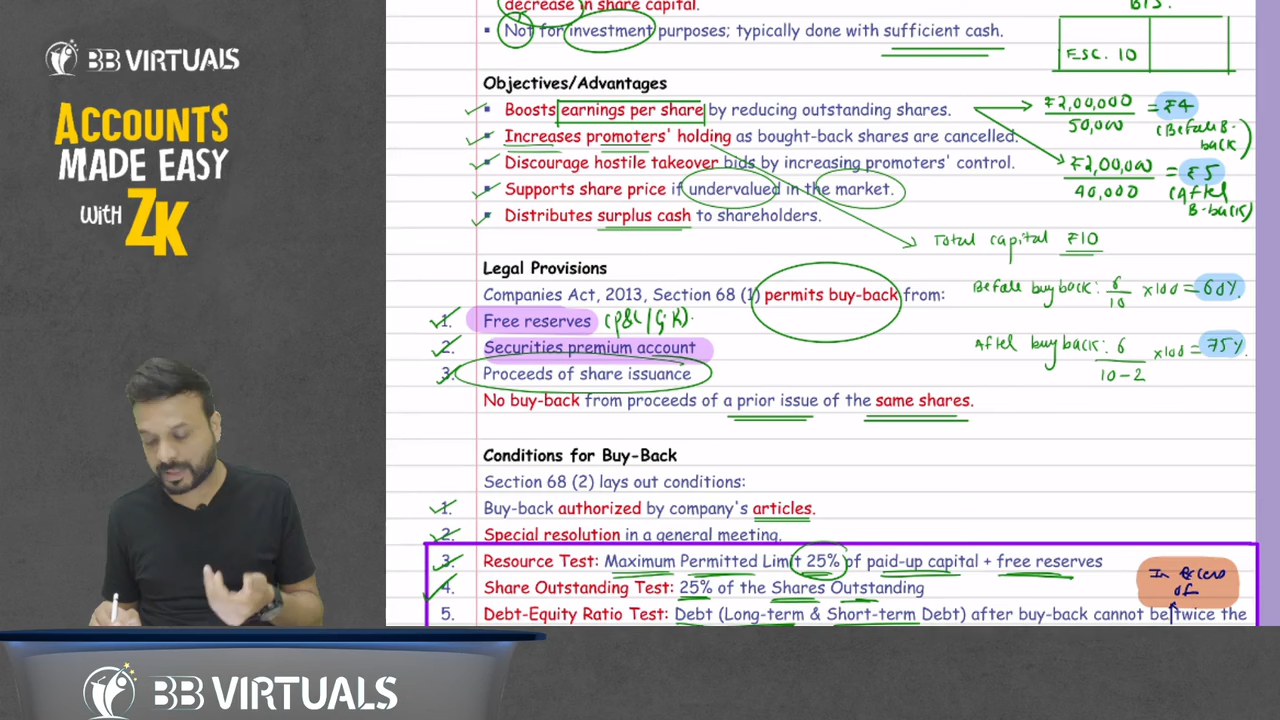 BB VIRTUALS
ACCOUNTS
MADE EASY
WITH ZK
decrease in share capital.
Not for investment purposes; typically done with sufficient cash.
ESC. 10
Objectives/Advantages
Boosts earnings per share by reducing outstanding shares.
Increases promoters' holding as bought-back shares are cancelled.
Discourage hostile takeover bids by increasing promoters' control.
Supports share price if undervalued in the market.
Distributes surplus cash to shareholders.
₹2,00,000
50,000
= ₹4
(Before B-back)
₹2,00,000
40,000
= ₹5
(After B-back)
Total capital ₹10
Legal Provisions
Companies Act, 2013, Section 68 (1) permits buy-back from:
1. Free reserves (P&L/G.R).
2. Securities premium account
3. Proceeds of share issuance
No buy-back from proceeds of a prior issue of the same shares.
Before buyback: 6/10 x100 = 60%.
After buyback: 6/10-2 x100 = 75%.
Conditions for Buy-Back
Section 68 (2) lays out conditions:
1. Buy-back authorized by company's articles.
2. Special resolution in a general meeting.
3. Resource Test: Maximum Permitted Limit 25% of paid-up capital + free reserves
4. Share Outstanding Test: 25% of the Shares Outstanding
5. Debt-Equity Ratio Test: Debt (Long-term & Short-term Debt) after buy-back cannot be twice the
In excess of
BB VIRTUALS